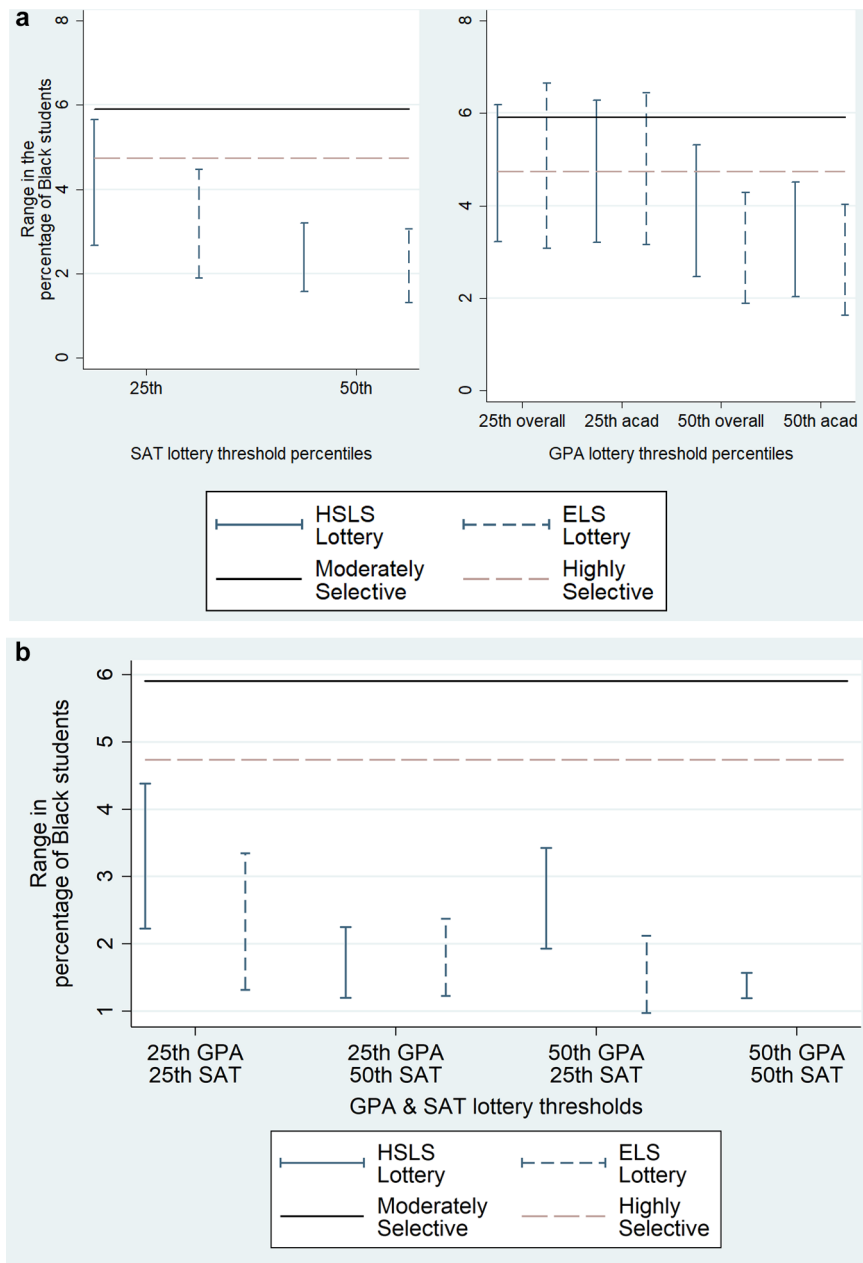 a
8
6
4
2
0
Range in the
percentage of Black students
25th
50th
SAT lottery threshold percentiles
8
6
4
2
0
25th overall
25th acad
50th overall
50th acad
GPA lottery threshold percentiles
HSLS
Lottery
ELS
Lottery
Moderately
Selective
Highly
Selective
b
6
5
4
3
2
1
Range in
percentage of Black students
25th GPA
25th SAT
25th GPA
50th SAT
50th GPA
25th SAT
50th GPA
50th SAT
GPA & SAT lottery thresholds
HSLS
Lottery
ELS
Lottery
Moderately
Selective
Highly
Selective